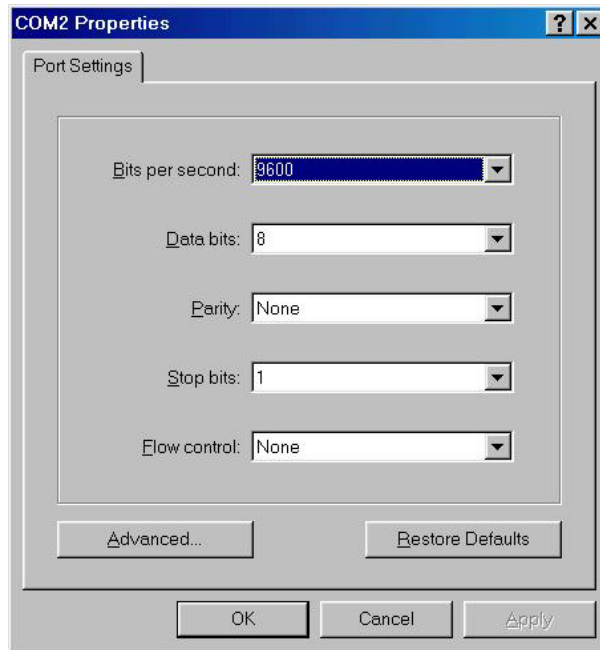 COM2 Properties
Port Settings
Bits per second: 9600
Data bits: 8
Parity: None
Stop bits: 1
Flow control: None
Advanced... Restore Defaults
OK Cancel Apply